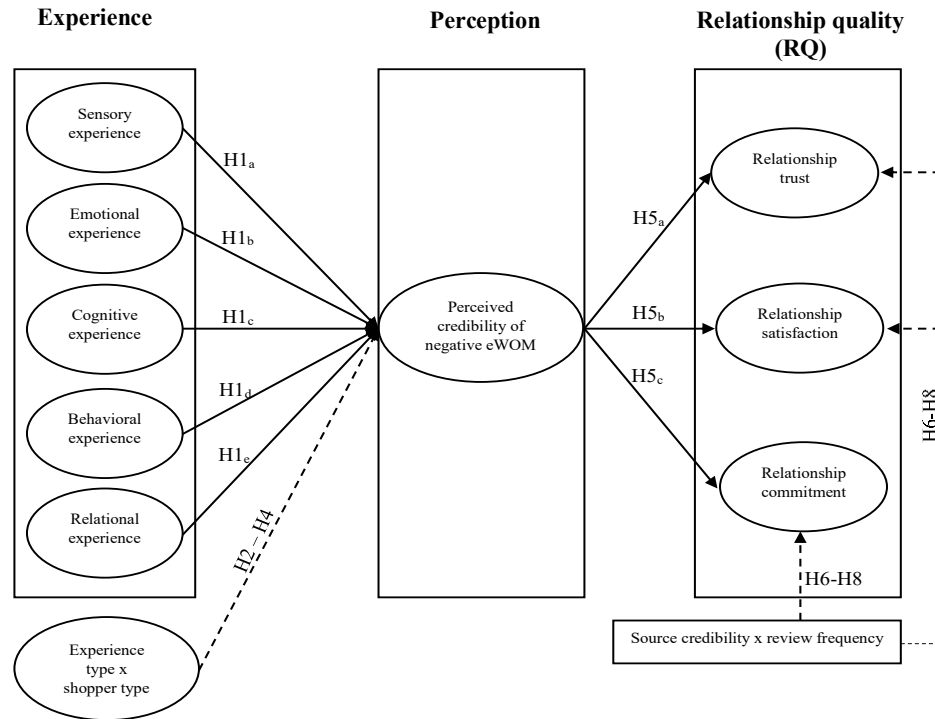 Experience
Perception
Relationship quality
(RQ)
Sensory
experience
Emotional
experience
Cognitive
experience
Behavioral
experience
Relational
experience
Experience
type x
shopper type
H1a
H1b
H1c
H1d
H1e
H2 – H4
Perceived
credibility of
negative eWOM
H5a
H5b
H5c
Relationship
trust
Relationship
satisfaction
Relationship
commitment
H6-H8
H6-H8
Source credibility x review frequency